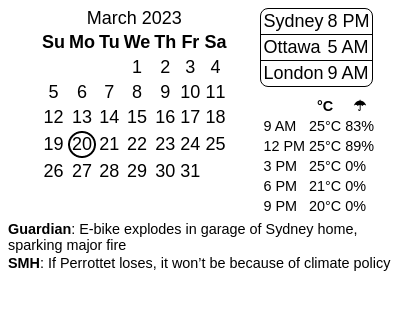 March 2023
Su Mo Tu We Th Fr Sa
1 2 3 4
5 6 7 8 9 10 11
12 13 14 15 16 17 18
19 20 21 22 23 24 25
26 27 28 29 30 31
Sydney 8 PM
Ottawa 5 AM
London 9 AM
°C ☂
9 AM 25°C 83%
12 PM 25°C 89%
3 PM 25°C 0%
6 PM 21°C 0%
9 PM 20°C 0%
Guardian: E-bike explodes in garage of Sydney home,
sparking major fire
SMH: If Perrottet loses, it won’t be because of climate policy